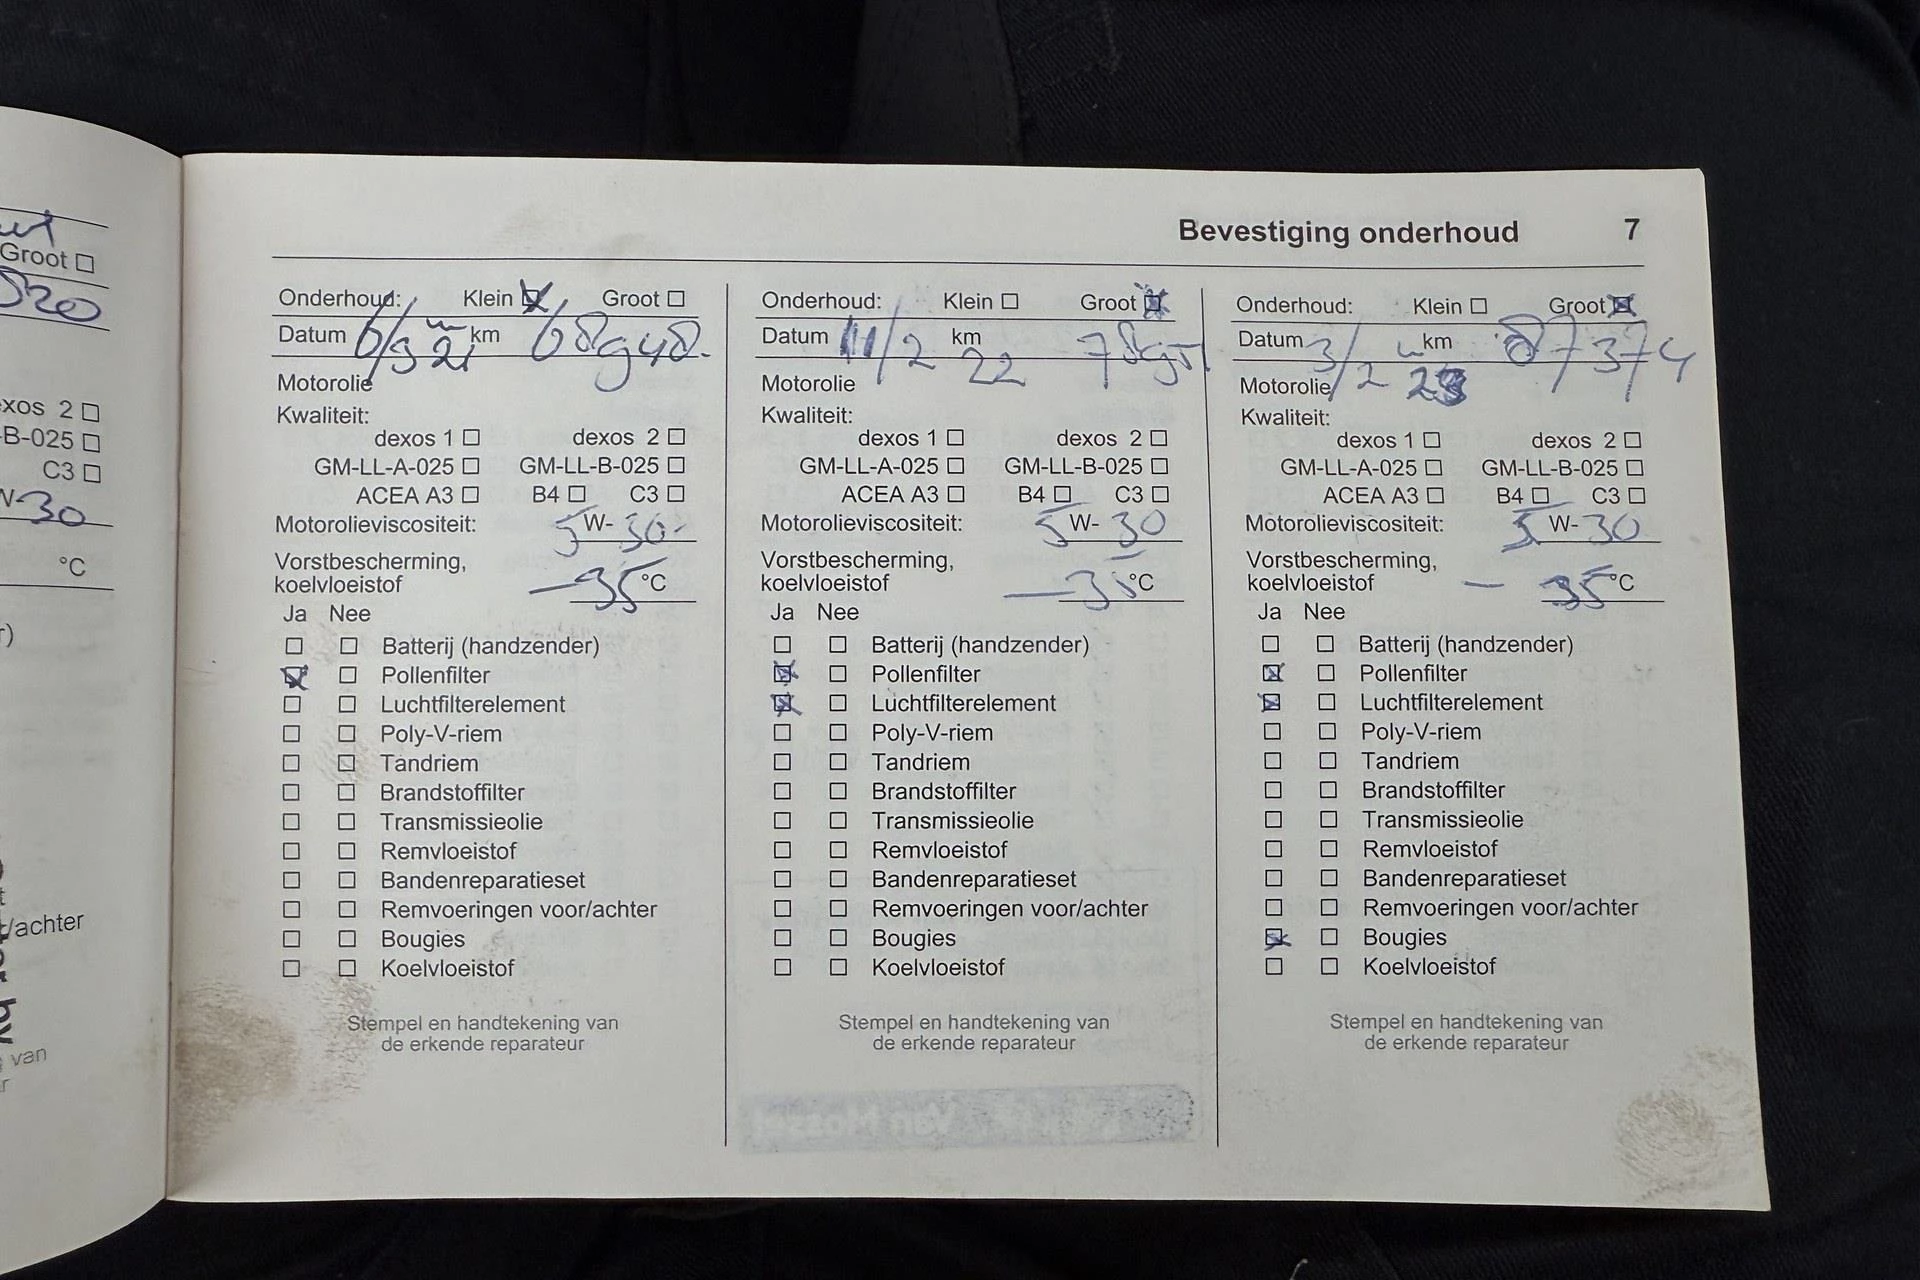 Groot ☐
520
xos 2 ☐
-B-025 ☐
C3 ☐
W-30
°C
/achter
van
Bevestiging onderhoud 7
Onderhoud: Klein ☒ Groot ☐
Datum 6/3 21 km 68948.
Motorolie
Kwaliteit:
dexos 1 ☐ dexos 2 ☐
GM-LL-A-025 ☐ GM-LL-B-025 ☐
ACEA A3 ☐ B4 ☐ C3 ☐
Motorolieviscositeit: 5 W- 30-
Vorstbescherming,
koelvloeistof -35 °C
Ja Nee
☐ ☐ Batterij (handzender)
☒ ☐ Pollenfilter
☐ ☐ Luchtfilterelement
☐ ☐ Poly-V-riem
☐ ☐ Tandriem
☐ ☐ Brandstoffilter
☐ ☐ Transmissieolie
☐ ☐ Remvloeistof
☐ ☐ Bandenreparatieset
☐ ☐ Remvoeringen voor/achter
☐ ☐ Bougies
☐ ☐ Koelvloeistof
Stempel en handtekening van
de erkende reparateur
Onderhoud: Klein ☐ Groot ☒
Datum 11/2 22 km
Motorolie
Kwaliteit:
dexos 1 ☐ dexos 2 ☐
GM-LL-A-025 ☐ GM-LL-B-025 ☐
ACEA A3 ☐ B4 ☐ C3 ☐
Motorolieviscositeit: 5 W- 30
Vorstbescherming,
koelvloeistof -35 °C
Ja Nee
☐ ☐ Batterij (handzender)
☒ ☐ Pollenfilter
☒ ☐ Luchtfilterelement
☐ ☐ Poly-V-riem
☐ ☐ Tandriem
☐ ☐ Brandstoffilter
☐ ☐ Transmissieolie
☐ ☐ Remvloeistof
☐ ☐ Bandenreparatieset
☐ ☐ Remvoeringen voor/achter
☐ ☐ Bougies
☐ ☐ Koelvloeistof
Stempel en handtekening van
de erkende reparateur
Onderhoud: Klein ☐ Groot ☒
Datum 3/2 23 km 87374
Motorolie
Kwaliteit:
dexos 1 ☐ dexos 2 ☐
GM-LL-A-025 ☐ GM-LL-B-025 ☐
ACEA A3 ☐ B4 ☐ C3 ☐
Motorolieviscositeit: 5 W- 30
Vorstbescherming,
koelvloeistof - 35 °C
Ja Nee
☐ ☐ Batterij (handzender)
☒ ☐ Pollenfilter
☒ ☐ Luchtfilterelement
☐ ☐ Poly-V-riem
☐ ☐ Tandriem
☐ ☐ Brandstoffilter
☐ ☐ Transmissieolie
☐ ☐ Remvloeistof
☐ ☐ Bandenreparatieset
☐ ☐ Remvoeringen voor/achter
☒ ☐ Bougies
☐ ☐ Koelvloeistof
Stempel en handtekening van
de erkende reparateur